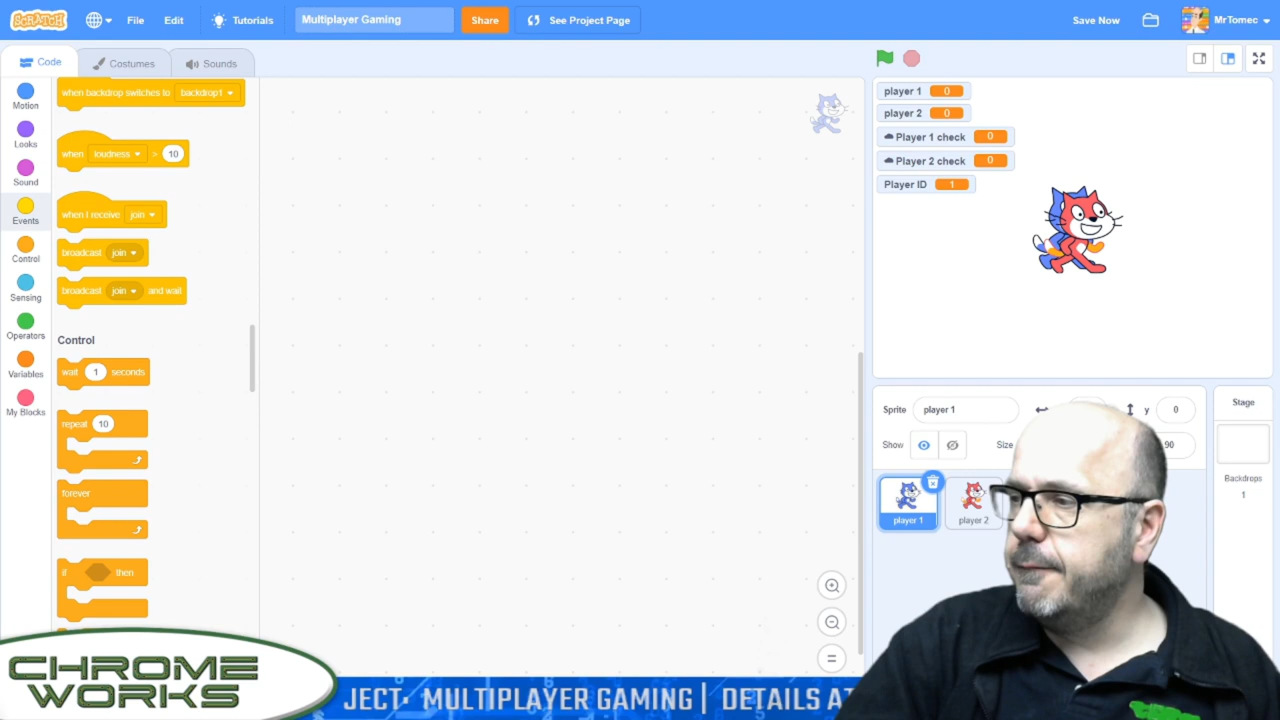 SCRATCH File Edit Tutorials Multiplayer Gaming Share See Project Page Save Now MrTomec
Code Costumes Sounds
Motion
Looks
Sound
Events
Control
Sensing
Operators
Variables
My Blocks
when backdrop switches to backdrop1
when loudness > 10
when I receive join
broadcast join
broadcast join and wait
Control
wait 1 seconds
repeat 10
forever
if then
player 1 0
player 2 0
Player 1 check 0
Player 2 check 0
Player ID 1
Sprite player 1 y 0
Show Size 90
player 1
player 2
Stage
Backdrops
1
CHROME
WORKS
JECT: MULTIPLAYER GAMING | DETAILS AT